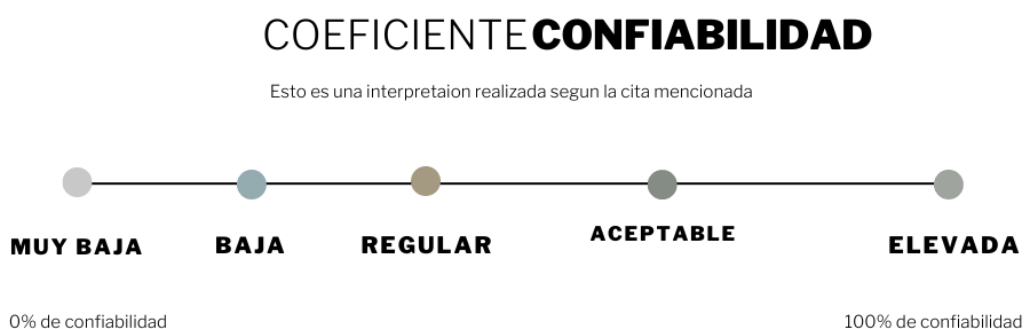 COEFICIENTE CONFIABILIDAD
Esto es una interpretaion realizada segun la cita mencionada
MUY BAJA BAJA REGULAR ACEPTABLE ELEVADA
0% de confiabilidad 100% de confiabilidad